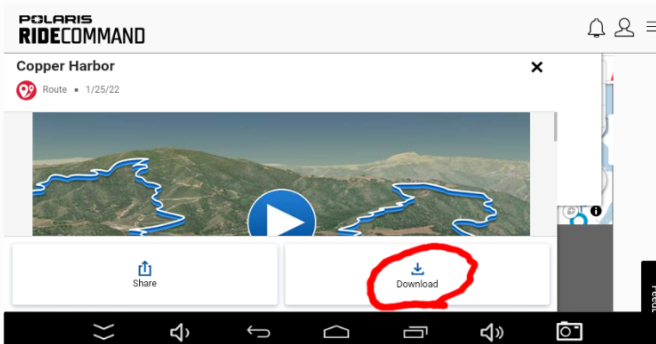 POLARIS
RIDECOMMAND
Copper Harbor
Route • 1/25/22
Share
Download